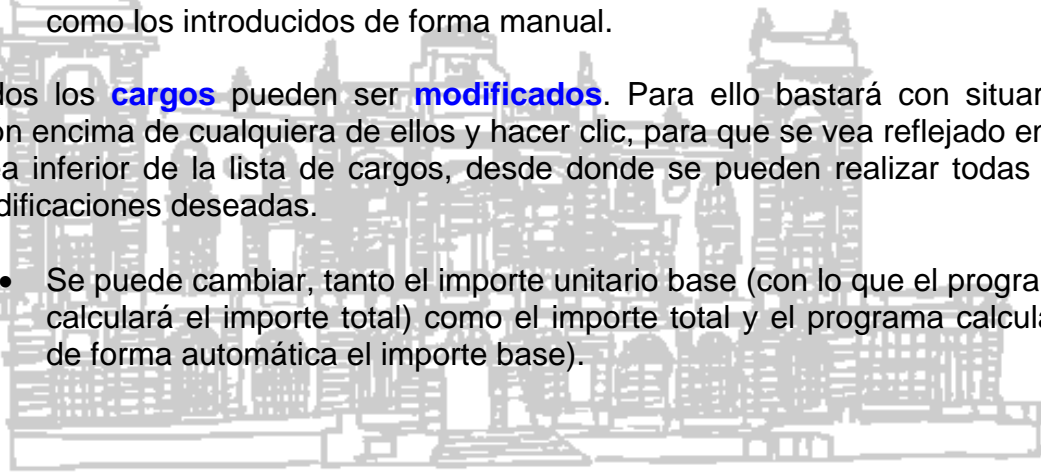 como los introducidos de forma manual.
dos los cargos pueden ser modificados. Para ello bastará con situar
on encima de cualquiera de ellos y hacer clic, para que se vea reflejado en
a inferior de la lista de cargos, desde donde se pueden realizar todas
dificaciones deseadas.
• Se puede cambiar, tanto el importe unitario base (con lo que el progra
calculará el importe total) como el importe total y el programa calcula
de forma automática el importe base).